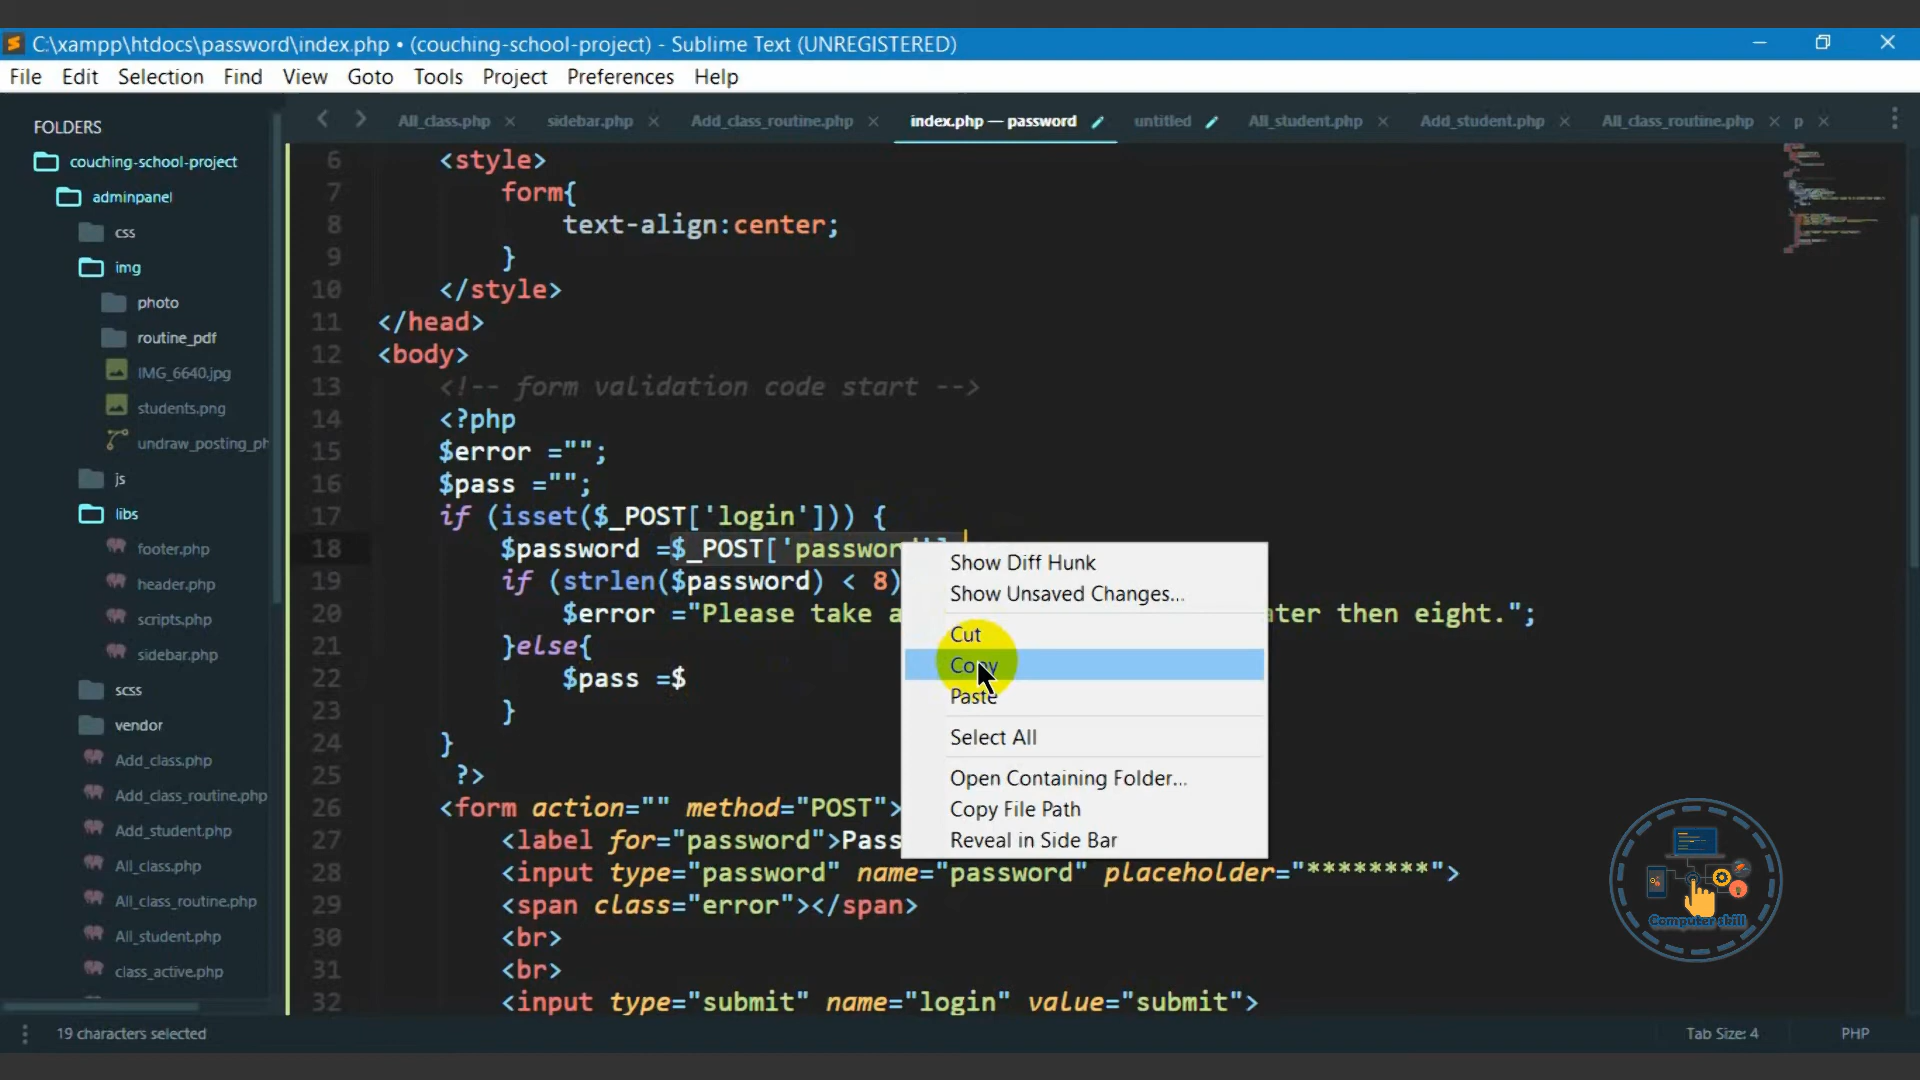 C:\xampp\htdocs\password\index.php • (couching-school-project) - Sublime Text (UNREGISTERED)
File Edit Selection Find View Goto Tools Project Preferences Help
FOLDERS
couching-school-project
adminpanel
css
img
photo
routine_pdf
IMG_6640.jpg
students.png
undraw_posting_ph
js
libs
footer.php
header.php
scripts.php
sidebar.php
scss
vendor
Add_class.php
Add_class_routine.php
Add_student.php
All_class.php
All_class_routine.php
All_student.php
class_active.php
All_class.php × sidebar.php × Add_class_routine.php × index.php — password untitled All_student.php × Add_student.php × All_class_routine.php × p ×
6 <style>
7 form{
8 text-align:center;
9 }
10 </style>
11 </head>
12 <body>
13 <!-- form validation code start -->
14 <?php
15 $error ="";
16 $pass ="";
17 if (isset($_POST['login'])) {
18 $password =$_POST['passwor
19 if (strlen($password) < 8)
20 $error ="Please take a ter then eight.";
21 }else{
22 $pass =$
23 }
24 }
25 ?>
26 <form action="" method="POST">
27 <label for="password">Pass
28 <input type="password" name="password" placeholder="********">
29 <span class="error"></span>
30 <br>
31 <br>
32 <input type="submit" name="login" value="submit">
Show Diff Hunk
Show Unsaved Changes...
Cut
Copy
Paste
Select All
Open Containing Folder...
Copy File Path
Reveal in Side Bar
Computer skill
19 characters selected
Tab Size: 4
PHP